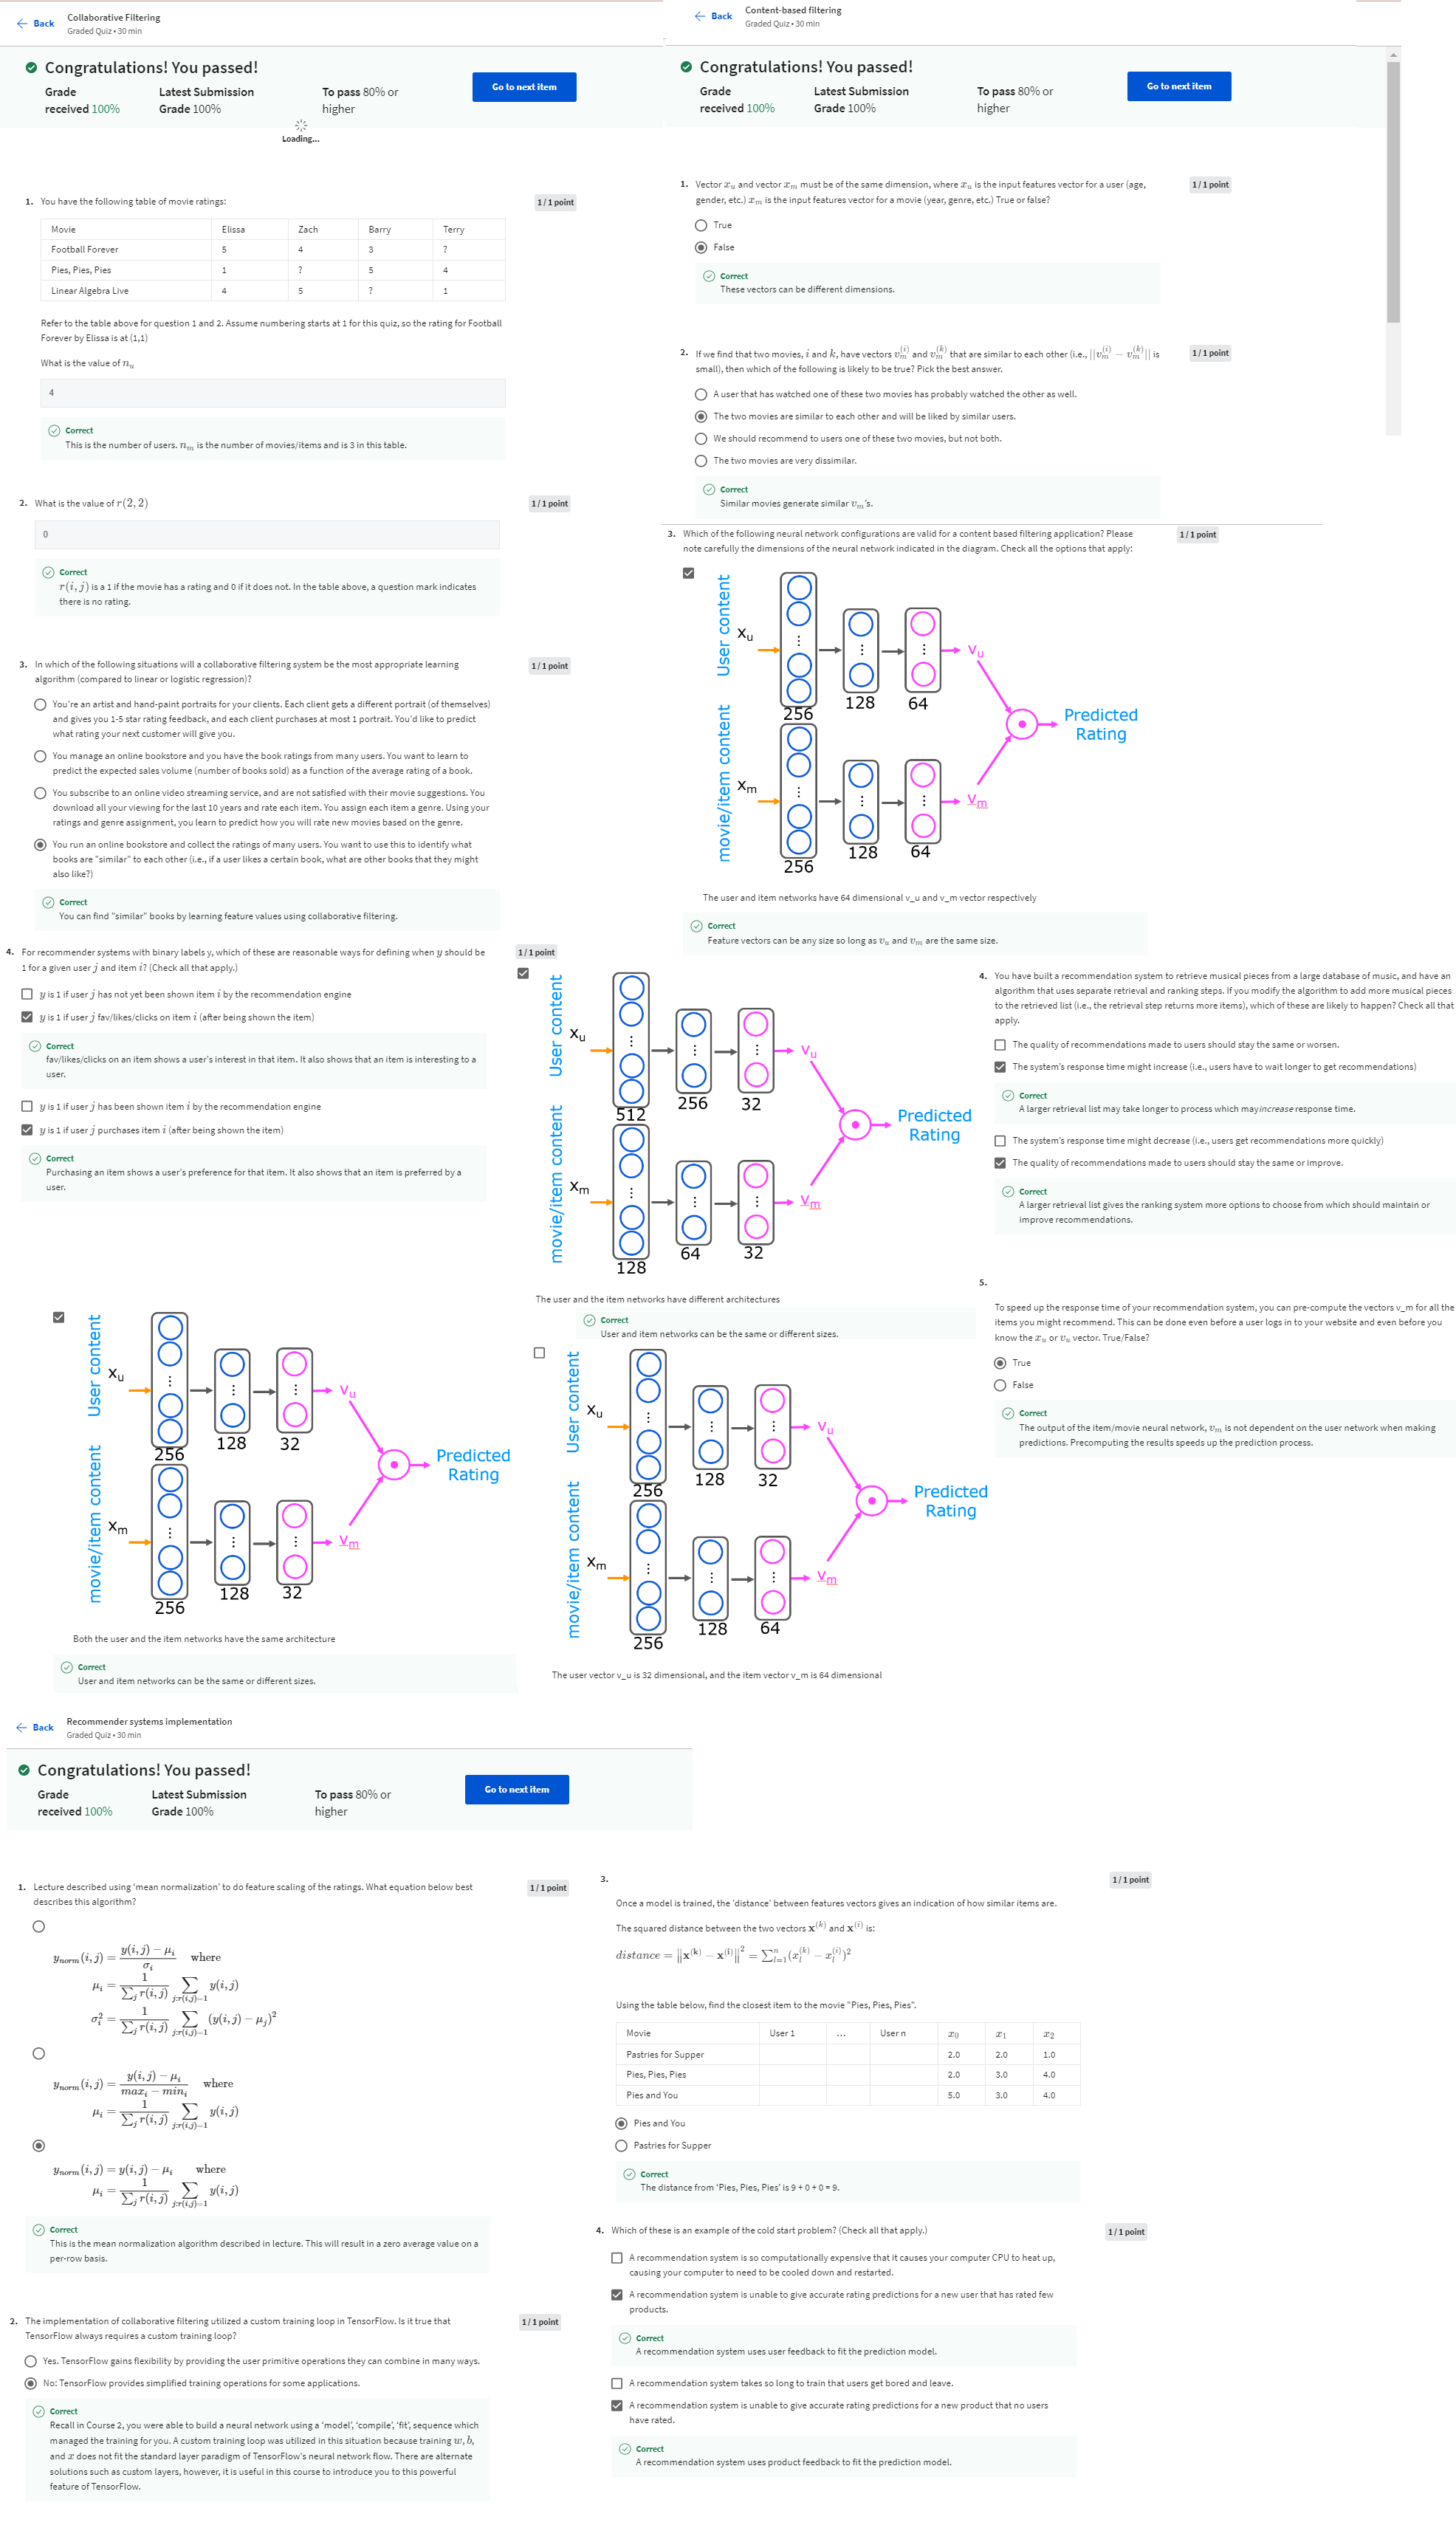 Back
Collaborative Filtering
Graded Quiz • 30 min
Congratulations! You passed!
Grade
received 100%
Latest Submission
Grade 100%
To pass 80% or
higher
Go to next item
Loading...
1. You have the following table of movie ratings:
1 / 1 point
Movie Elissa Zach Barry Terry
Football Forever 5 4 3 ?
Pies, Pies, Pies 1 ? 5 4
Linear Algebra Live 4 5 ? 1
Refer to the table above for question 1 and 2. Assume numbering starts at 1 for this quiz, so the rating for Football
Forever by Elissa is at (1,1)
What is the value of n_u
4
Correct
This is the number of users. n_m is the number of movies/items and is 3 in this table.
2. What is the value of r(2, 2)
1 / 1 point
0
Correct
r(i, j) is a 1 if the movie has a rating and 0 if it does not. In the table above, a question mark indicates
there is no rating.
3. In which of the following situations will a collaborative filtering system be the most appropriate learning
algorithm (compared to linear or logistic regression)?
1 / 1 point
You're an artist and hand-paint portraits for your clients. Each client gets a different portrait (of themselves)
and gives you 1-5 star rating feedback, and each client purchases at most 1 portrait. You'd like to predict
what rating your next customer will give you.
You manage an online bookstore and you have the book ratings from many users. You want to learn to
predict the expected sales volume (number of books sold) as a function of the average rating of a book.
You subscribe to an online video streaming service, and are not satisfied with their movie suggestions. You
download all your viewing for the last 10 years and rate each item. You assign each item a genre. Using your
ratings and genre assignment, you learn to predict how you will rate new movies based on the genre.
You run an online bookstore and collect the ratings of many users. You want to use this to identify what
books are "similar" to each other (i.e., if a user likes a certain book, what are other books that they might
also like?)
Correct
You can find "similar" books by learning feature values using collaborative filtering.
4. For recommender systems with binary labels y, which of these are reasonable ways for defining when y should be
1 for a given user j and item i? (Check all that apply.)
1 / 1 point
y is 1 if user j has not yet been shown item i by the recommendation engine
y is 1 if user j fav/likes/clicks on item i (after being shown the item)
Correct
fav/likes/clicks on an item shows a user's interest in that item. It also shows that an item is interesting to a
user.
y is 1 if user j has been shown item i by the recommendation engine
y is 1 if user j purchases item i (after being shown the item)
Correct
Purchasing an item shows a user's preference for that item. It also shows that an item is preferred by a
user.
Back
Content-based filtering
Graded Quiz • 30 min
Congratulations! You passed!
Grade
received 100%
Latest Submission
Grade 100%
To pass 80% or
higher
Go to next item
1. Vector x_u and vector x_m must be of the same dimension, where x_u is the input features vector for a user (age,
gender, etc.) x_m is the input features vector for a movie (year, genre, etc.) True or false?
1 / 1 point
True
False
Correct
These vectors can be different dimensions.
2. If we find that two movies, i and k, have vectors v_m^(i) and v_m^(k) that are similar to each other (i.e., ||v_m^(i) − v_m^(k)|| is
small), then which of the following is likely to be true? Pick the best answer.
1 / 1 point
A user that has watched one of these two movies has probably watched the other as well.
The two movies are similar to each other and will be liked by similar users.
We should recommend to users one of these two movies, but not both.
The two movies are very dissimilar.
Correct
Similar movies generate similar v_m's.
3. Which of the following neural network configurations are valid for a content based filtering application? Please
note carefully the dimensions of the neural network indicated in the diagram. Check all the options that apply:
1 / 1 point
User content
x_u
256
128
64
v_u
movie/item content
x_m
256
128
64
v_m
Predicted
Rating
The user and item networks have 64 dimensional v_u and v_m vector respectively
Correct
Feature vectors can be any size so long as v_u and v_m are the same size.
User content
x_u
512
256
32
v_u
movie/item content
x_m
128
64
32
v_m
Predicted
Rating
The user and the item networks have different architectures
Correct
User and item networks can be the same or different sizes.
User content
x_u
256
128
32
v_u
movie/item content
x_m
256
128
32
v_m
Predicted
Rating
Both the user and the item networks have the same architecture
Correct
User and item networks can be the same or different sizes.
User content
x_u
256
128
32
v_u
movie/item content
x_m
256
128
64
v_m
Predicted
Rating
The user vector v_u is 32 dimensional, and the item vector v_m is 64 dimensional
4. You have built a recommendation system to retrieve musical pieces from a large database of music, and have an
algorithm that uses separate retrieval and ranking steps. If you modify the algorithm to add more musical pieces
to the retrieved list (i.e., the retrieval step returns more items), which of these are likely to happen? Check all that
apply.
The quality of recommendations made to users should stay the same or worsen.
The system's response time might increase (i.e., users have to wait longer to get recommendations)
Correct
A larger retrieval list may take longer to process which may increase response time.
The system's response time might decrease (i.e., users get recommendations more quickly)
The quality of recommendations made to users should stay the same or improve.
Correct
A larger retrieval list gives the ranking system more options to choose from which should maintain or
improve recommendations.
5.
To speed up the response time of your recommendation system, you can pre-compute the vectors v_m for all the
items you might recommend. This can be done even before a user logs in to your website and even before you
know the x_u or v_u vector. True/False?
True
False
Correct
The output of the item/movie neural network, v_m is not dependent on the user network when making
predictions. Precomputing the results speeds up the prediction process.
Back
Recommender systems implementation
Graded Quiz • 30 min
Congratulations! You passed!
Grade
received 100%
Latest Submission
Grade 100%
To pass 80% or
higher
Go to next item
1. Lecture described using 'mean normalization' to do feature scaling of the ratings. What equation below best
describes this algorithm?
1 / 1 point
y_norm(i, j) = (y(i, j) − μ_i) / σ_i where
μ_i = 1 / (∑_j r(i, j)) ∑_{j:r(i,j)=1} y(i, j)
σ_i^2 = 1 / (∑_j r(i, j)) ∑_{j:r(i,j)=1} (y(i, j) − μ_j)^2
y_norm(i, j) = (y(i, j) − μ_i) / (max_i − min_i) where
μ_i = 1 / (∑_j r(i, j)) ∑_{j:r(i,j)=1} y(i, j)
y_norm(i, j) = y(i, j) − μ_i where
μ_i = 1 / (∑_j r(i, j)) ∑_{j:r(i,j)=1} y(i, j)
Correct
This is the mean normalization algorithm described in lecture. This will result in a zero average value on a
per-row basis.
2. The implementation of collaborative filtering utilized a custom training loop in TensorFlow. Is it true that
TensorFlow always requires a custom training loop?
1 / 1 point
Yes. TensorFlow gains flexibility by providing the user primitive operations they can combine in many ways.
No: TensorFlow provides simplified training operations for some applications.
Correct
Recall in Course 2, you were able to build a neural network using a 'model', 'compile', 'fit', sequence which
managed the training for you. A custom training loop was utilized in this situation because training w, b,
and x does not fit the standard layer paradigm of TensorFlow's neural network flow. There are alternate
solutions such as custom layers, however, it is useful in this course to introduce you to this powerful
feature of TensorFlow.
3.
1 / 1 point
Once a model is trained, the 'distance' between features vectors gives an indication of how similar items are.
The squared distance between the two vectors x^(k) and x^(i) is:
distance = ||x^(k) − x^(i)||^2 = ∑_{l=1}^n (x_l^(k) − x_l^(i))^2
Using the table below, find the closest item to the movie "Pies, Pies, Pies".
Movie User 1 ... User n x_0 x_1 x_2
Pastries for Supper 2.0 2.0 1.0
Pies, Pies, Pies 2.0 3.0 4.0
Pies and You 5.0 3.0 4.0
Pies and You
Pastries for Supper
Correct
The distance from 'Pies, Pies, Pies' is 9 + 0 + 0 = 9.
4. Which of these is an example of the cold start problem? (Check all that apply.)
1 / 1 point
A recommendation system is so computationally expensive that it causes your computer CPU to heat up,
causing your computer to need to be cooled down and restarted.
A recommendation system is unable to give accurate rating predictions for a new user that has rated few
products.
Correct
A recommendation system uses user feedback to fit the prediction model.
A recommendation system takes so long to train that users get bored and leave.
A recommendation system is unable to give accurate rating predictions for a new product that no users
have rated.
Correct
A recommendation system uses product feedback to fit the prediction model.